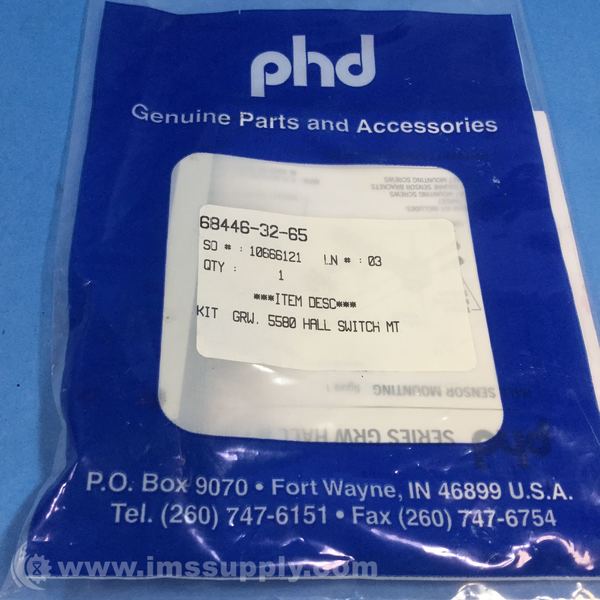 phd
Genuine Parts and Accessories
68446-32-65
SO # : 10666121 LN # : 03
QTY : 1
***ITEM DESC***
KIT GRW. 5580 HALL SWITCH MT
SENSOR MOUNTING
SERIES GRW HALL
phd
P.O. Box 9070 • Fort Wayne, IN 46899 U.S.A.
Tel. (260) 747-6151 • Fax (260) 747-6754
www.imssupply.com